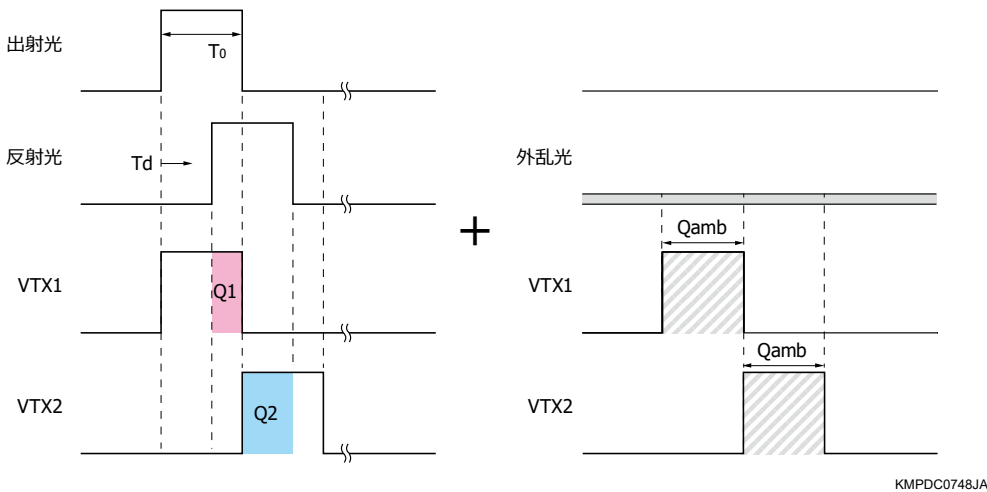 出射光
T0
反射光
Td
外乱光
+
Qamb
VTX1
Q1
VTX1
Qamb
VTX2
Q2
VTX2
KMPDC0748JA